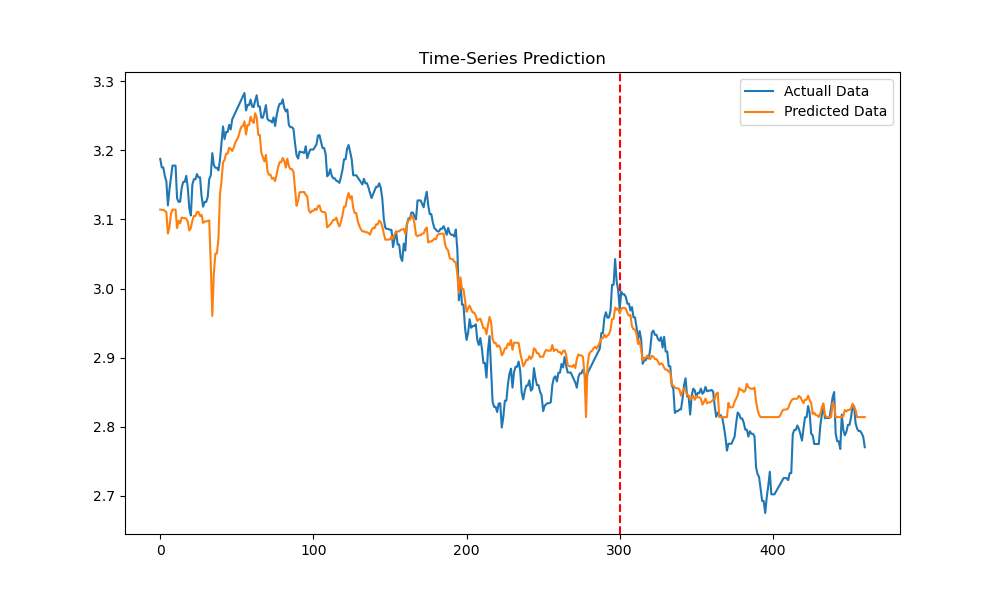 Time-Series Prediction
Actuall Data
Predicted Data
3.3
3.2
3.1
3.0
2.9
2.8
2.7
0 100 200 300 400